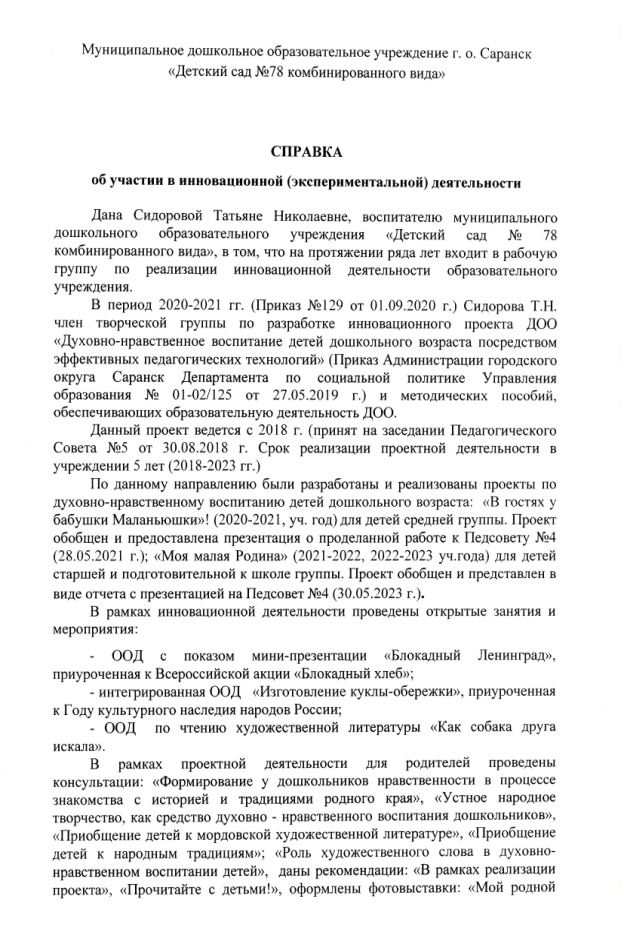 Муниципальное дошкольное образовательное учреждение г. о. Саранск
«Детский сад №78 комбинированного вида»
СПРАВКА
об участии в инновационной (экспериментальной) деятельности
Дана Сидоровой Татьяне Николаевне, воспитателю муниципального
дошкольного образовательного учреждения «Детский сад № 78
комбинированного вида», в том, что на протяжении ряда лет входит в рабочую
группу по реализации инновационной деятельности образовательного
учреждения.
В период 2020-2021 гг. (Приказ №129 от 01.09.2020 г.) Сидорова Т.Н.
член творческой группы по разработке инновационного проекта ДОО
«Духовно-нравственное воспитание детей дошкольного возраста посредством
эффективных педагогических технологий» (Приказ Администрации городского
округа Саранск Департамента по социальной политике Управления
образования № 01-02/125 от 27.05.2019 г.) и методических пособий,
обеспечивающих образовательную деятельность ДОО.
Данный проект ведется с 2018 г. (принят на заседании Педагогического
Совета №5 от 30.08.2018 г. Срок реализации проектной деятельности в
учреждении 5 лет (2018-2023 гг.)
По данному направлению были разработаны и реализованы проекты по
духовно-нравственному воспитанию детей дошкольного возраста: «В гостях у
бабушки Маланьюшки»! (2020-2021, уч. год) для детей средней группы. Проект
обобщен и предоставлена презентация о проделанной работе к Педсовету №4
(28.05.2021 г.); «Моя малая Родина» (2021-2022, 2022-2023 уч.года) для детей
старшей и подготовительной к школе группы. Проект обобщен и представлен в
виде отчета с презентацией на Педсовет №4 (30.05.2023 г.).
В рамках инновационной деятельности проведены открытые занятия и
мероприятия:
- ООД с показом мини-презентации «Блокадный Ленинград»,
приуроченная к Всероссийской акции «Блокадный хлеб»;
- интегрированная ООД «Изготовление куклы-обережки», приуроченная
к Году культурного наследия народов России;
- ООД по чтению художественной литературы «Как собака друга
искала».
В рамках проектной деятельности для родителей проведены
консультации: «Формирование у дошкольников нравственности в процессе
знакомства с историей и традициями родного края», «Устное народное
творчество, как средство духовно - нравственного воспитания дошкольников»,
«Приобщение детей к мордовской художественной литературе», «Приобщение
детей к народным традициям»; «Роль художественного слова в духовно-
нравственном воспитании детей», даны рекомендации: «В рамках реализации
проекта», «Прочитайте с детьми!», оформлены фотовыставки: «Мой родной